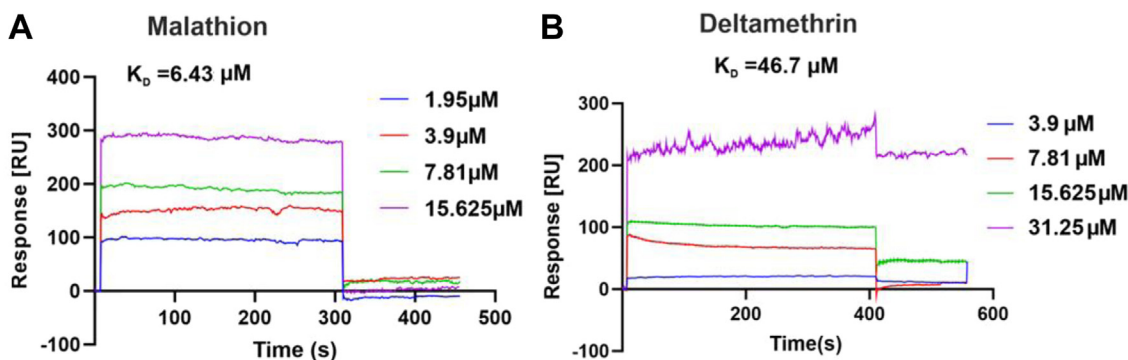 A
Malathion
K_D =6.43 µM
400
300
200
100
0
-100
100
200
300
400
500
Response [RU]
Time (s)
1.95µM
3.9µM
7.81µM
15.625µM
B
Deltamethrin
K_D =46.7 µM
300
200
100
0
-100
200
400
600
Response [RU]
Time(s)
3.9 µM
7.81 µM
15.625µM
31.25 µM